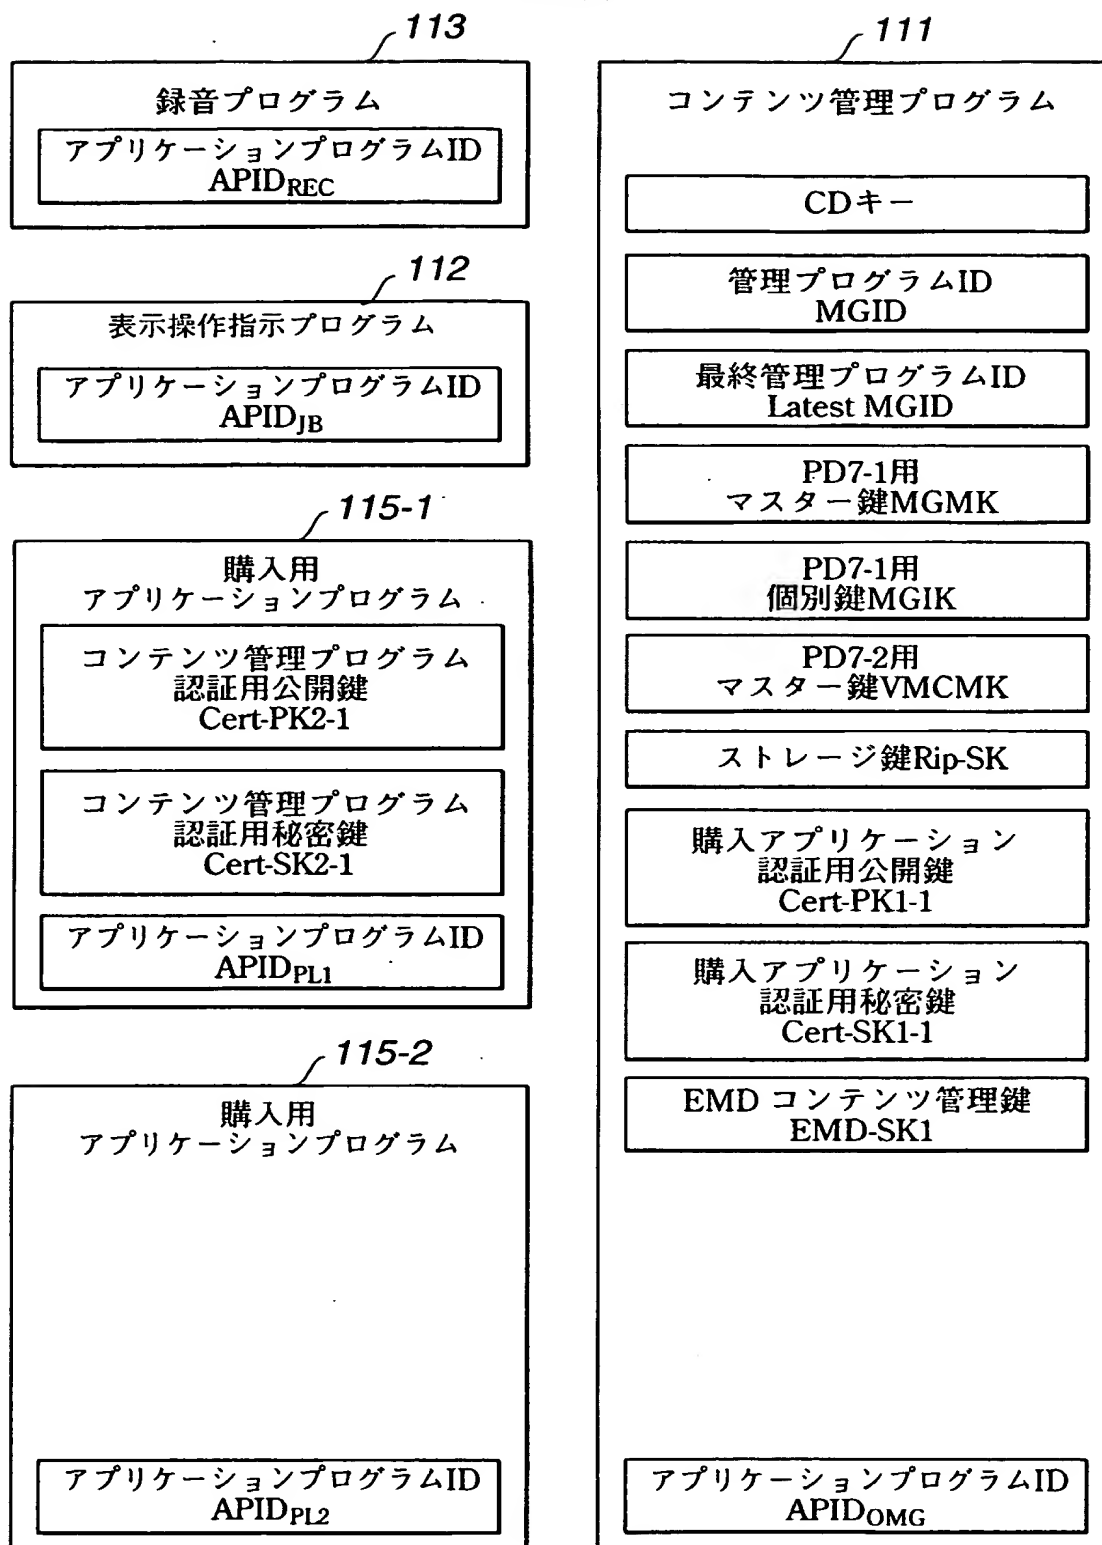 113
録音プログラム
アプリケーションプログラムID
APIDREC
112
表示操作指示プログラム
アプリケーションプログラムID
APIDJB
115-1
購入用
アプリケーションプログラム
コンテンツ管理プログラム
認証用公開鍵
Cert-PK2-1
コンテンツ管理プログラム
認証用秘密鍵
Cert-SK2-1
アプリケーションプログラムID
APIDPL1
115-2
購入用
アプリケーションプログラム
アプリケーションプログラムID
APIDPL2
111
コンテンツ管理プログラム
CDキー
管理プログラムID
MGID
最終管理プログラムID
Latest MGID
PD7-1用
マスター鍵MGMK
PD7-1用
個別鍵MGIK
PD7-2用
マスター鍵VMCMK
ストレージ鍵Rip-SK
購入アプリケーション
認証用公開鍵
Cert-PK1-1
購入アプリケーション
認証用秘密鍵
Cert-SK1-1
EMD コンテンツ管理鍵
EMD-SK1
アプリケーションプログラムID
APIDOMG